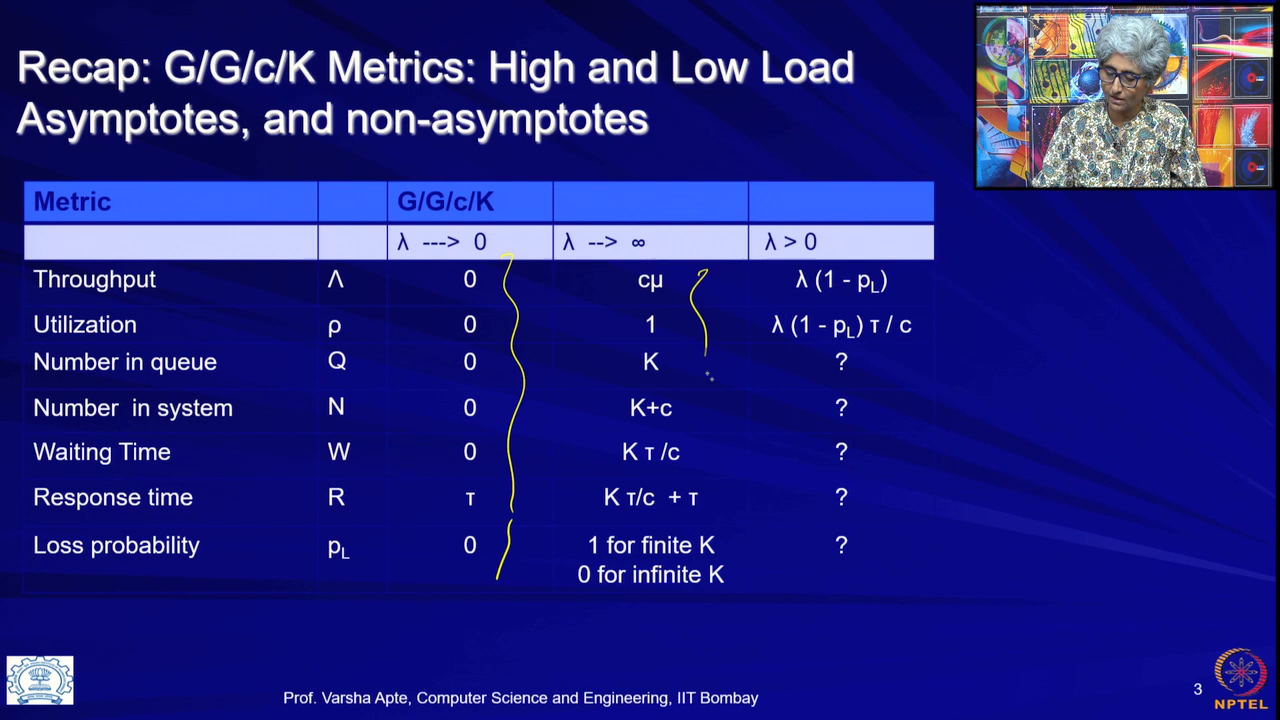 Recap: G/G/c/K Metrics: High and Low Load
Asymptotes, and non-asymptotes
Metric G/G/c/K
λ ---> 0 λ --> ∞ λ > 0
Throughput Λ 0 cμ λ (1 - pL)
Utilization ρ 0 1 λ (1 - pL) τ / c
Number in queue Q 0 K ?
Number in system N 0 K+c ?
Waiting Time W 0 K τ /c ?
Response time R τ K τ/c + τ ?
Loss probability pL 0 1 for finite K ?
0 for infinite K
Prof. Varsha Apte, Computer Science and Engineering, IIT Bombay
3
NPTEL